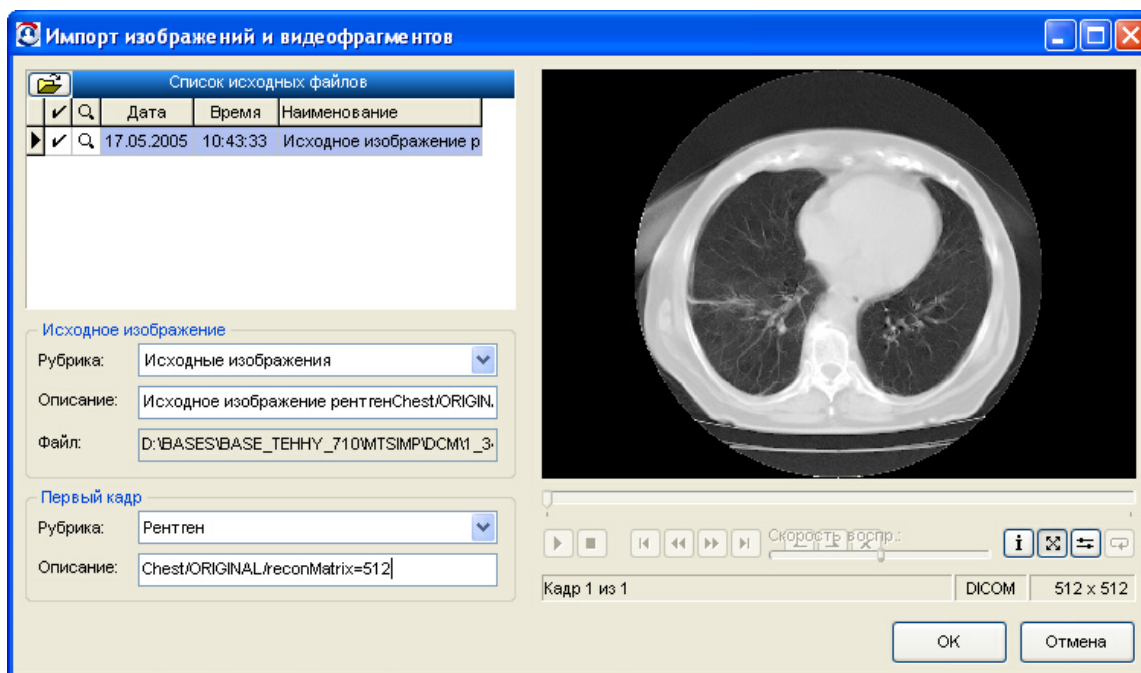 Импорт изображений и видеофрагментов
Список исходных файлов
Дата Время Наименование
17.05.2005 10:43:33 Исходное изображение р
Исходное изображение
Рубрика: Исходные изображения
Описание: Исходное изображение рентгенChest/ORIGIN.
Файл: D:\BASES\BASE_TEHHY_710\MTSIMP\DCM\1_3
Первый кадр
Рубрика: Рентген
Описание: Chest/ORIGINAL/reconMatrix=512
Скорость воспр.:
Кадр 1 из 1 DICOM 512 x 512
OK Отмена